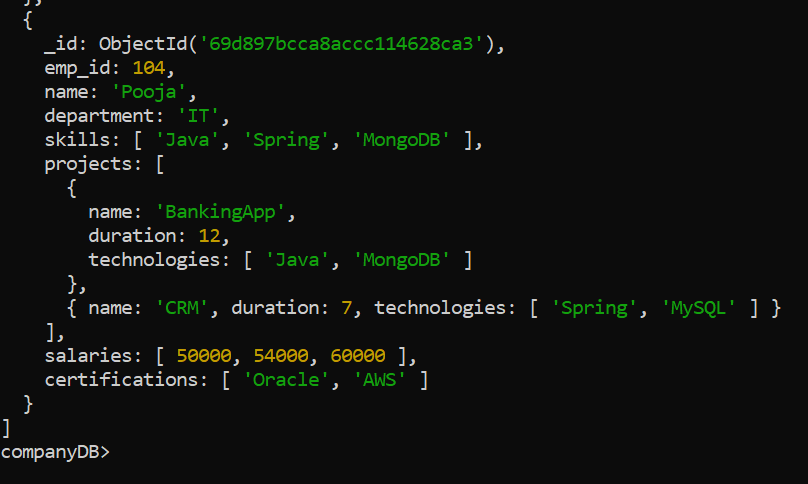 },
{
_id: ObjectId('69d897bcca8accc114628ca3'),
emp_id: 104,
name: 'Pooja',
department: 'IT',
skills: [ 'Java', 'Spring', 'MongoDB' ],
projects: [
{
name: 'BankingApp',
duration: 12,
technologies: [ 'Java', 'MongoDB' ]
},
{ name: 'CRM', duration: 7, technologies: [ 'Spring', 'MySQL' ] }
],
salaries: [ 50000, 54000, 60000 ],
certifications: [ 'Oracle', 'AWS' ]
}
]
companyDB>